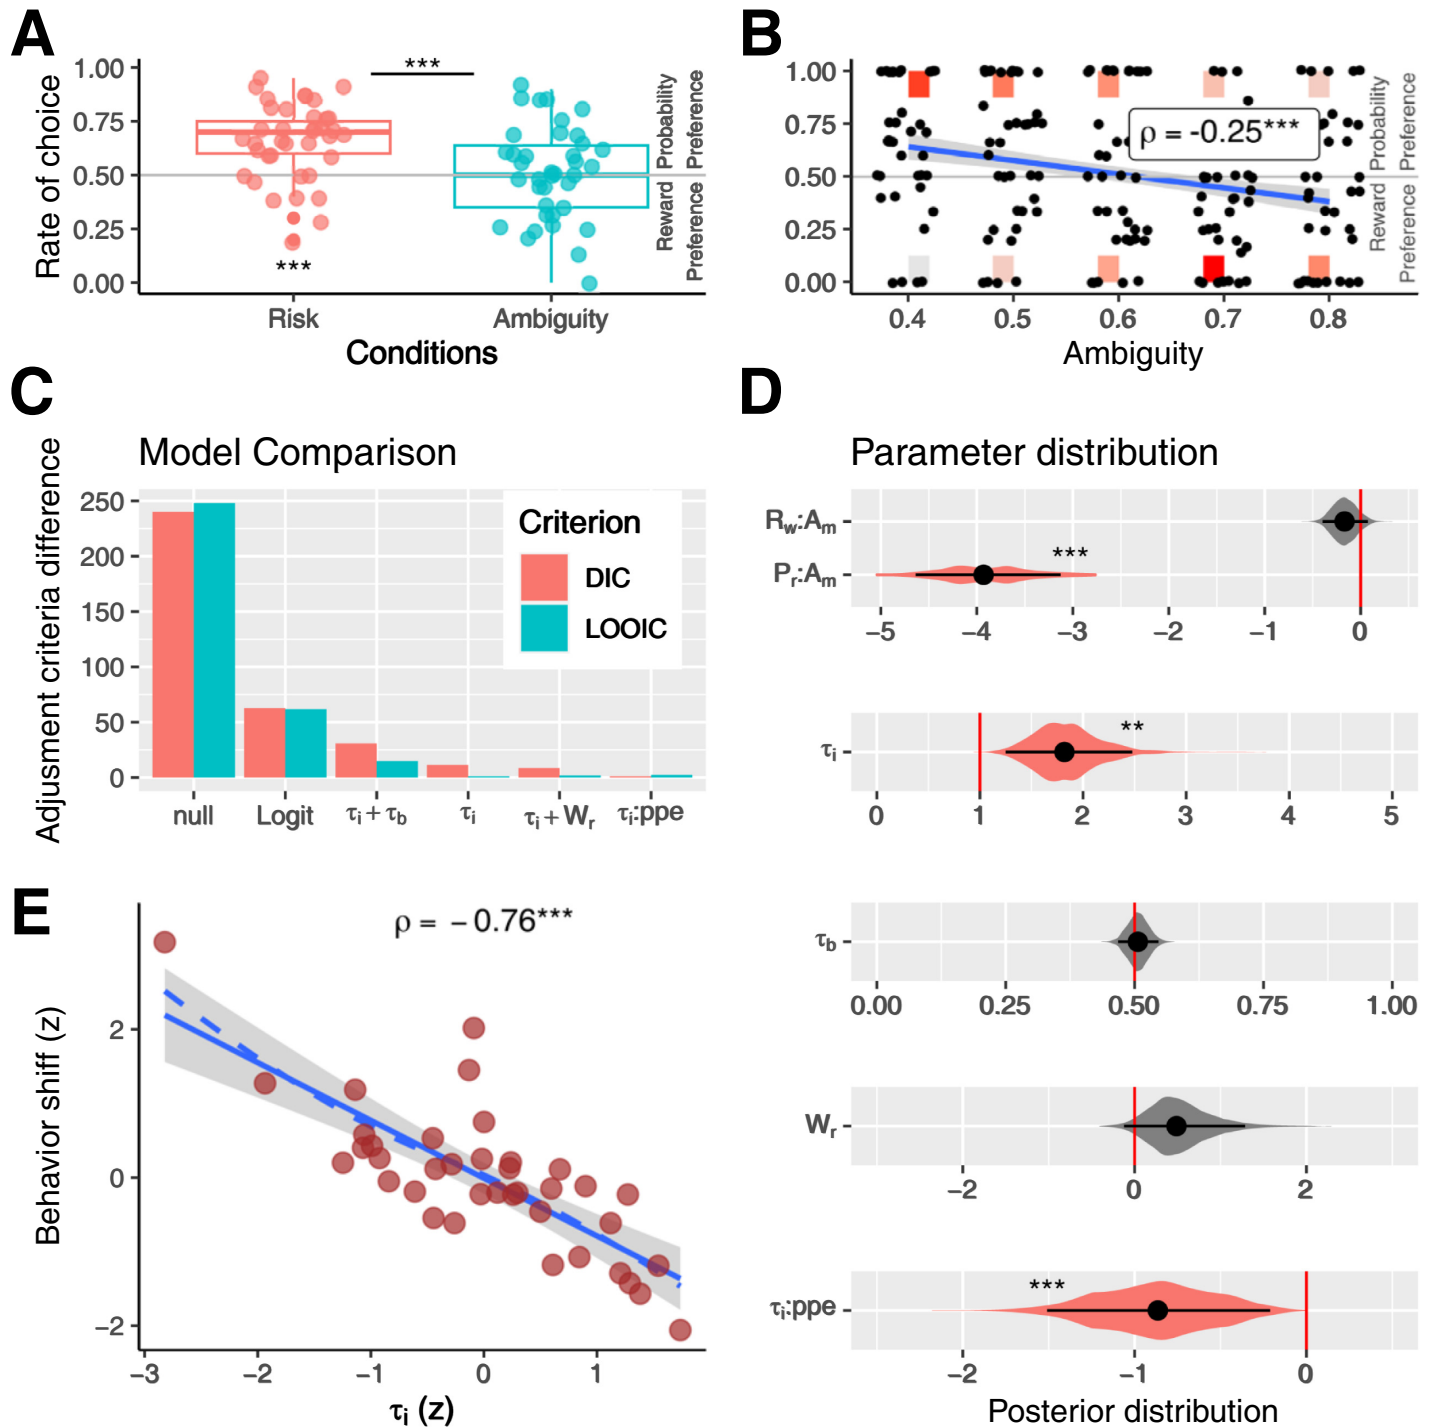 A
Rate of choice
1.00
0.75
0.50
0.25
0.00
***
***
Probability
Preference
Reward
Preference
Risk
Ambiguity
Conditions
B
1.00
0.75
0.50
0.25
0.00
ρ = -0.25***
Probability
Preference
Reward
Preference
0.4
0.5
0.6
0.7
0.8
Ambiguity
C
Model Comparison
Adjusment criteria difference
250
200
150
100
50
0
Criterion
DIC
LOOIC
null
Logit
τi + τb
τi
τi + Wr
τi:ppe
D
Parameter distribution
Rw:Am
Pr:Am
***
−5
−4
−3
−2
−1
0
τi
**
0
1
2
3
4
5
τb
0.00
0.25
0.50
0.75
1.00
Wr
−2
0
2
τi:ppe
***
−2
−1
0
Posterior distribution
E
Behavior shiff (z)
ρ = − 0.76***
2
0
−2
−3
−2
−1
0
1
τi (z)